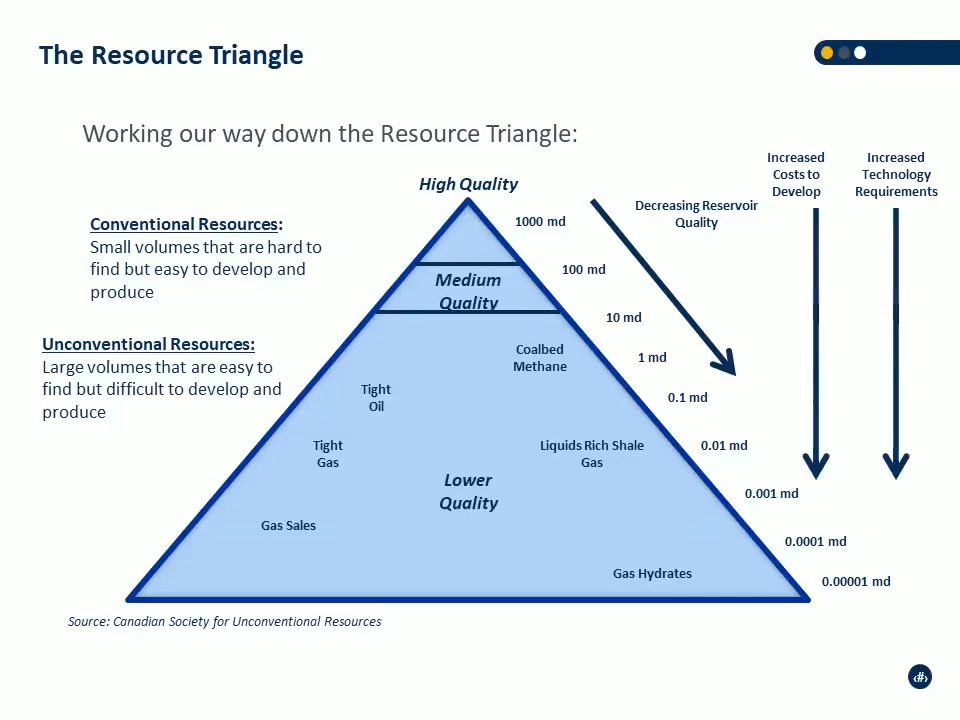 The Resource Triangle
Working our way down the Resource Triangle:
High Quality
Increased
Costs to
Develop
Increased
Technology
Requirements
Decreasing Reservoir
Quality
Conventional Resources:
Small volumes that are hard to
find but easy to develop and
produce
1000 md
100 md
Medium
Quality
10 md
Unconventional Resources:
Large volumes that are easy to
find but difficult to develop and
produce
Coalbed
Methane
1 md
Tight
Oil
0.1 md
Tight
Gas
Liquids Rich Shale
Gas
0.01 md
Lower
Quality
0.001 md
Gas Sales
0.0001 md
Gas Hydrates
0.00001 md
Source: Canadian Society for Unconventional Resources
‹#›